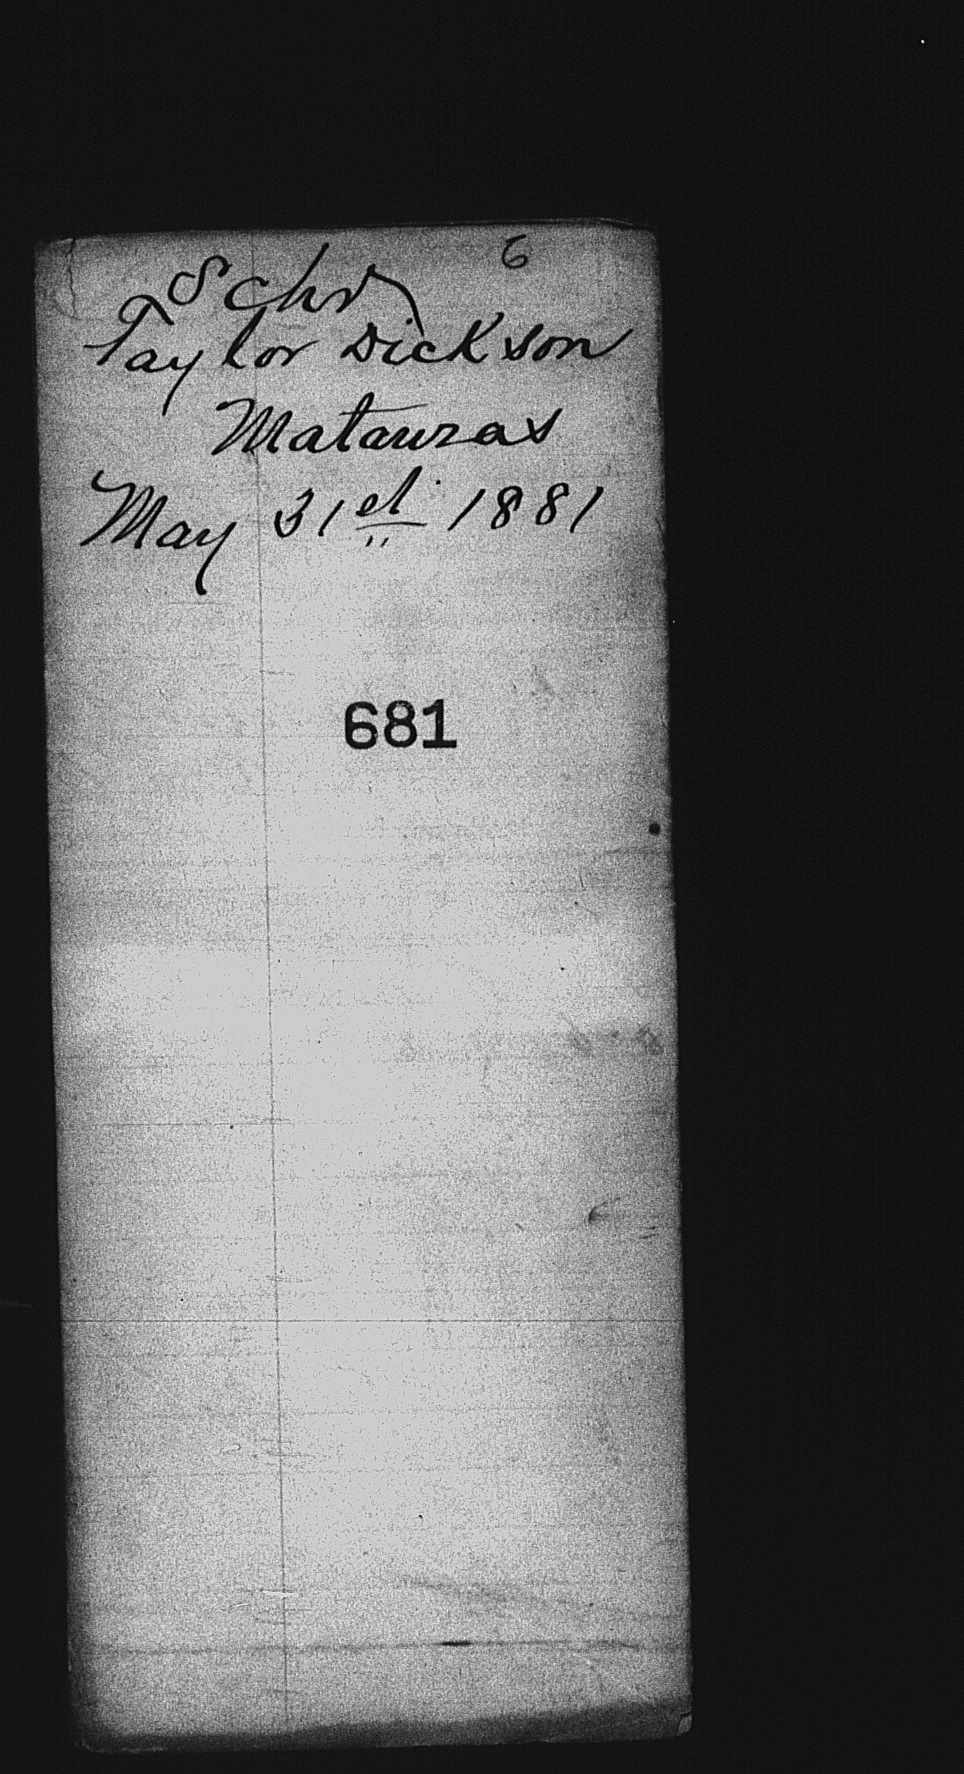 6
Schr
Taylor Dickson
Matanzas
May 31st 1881
681